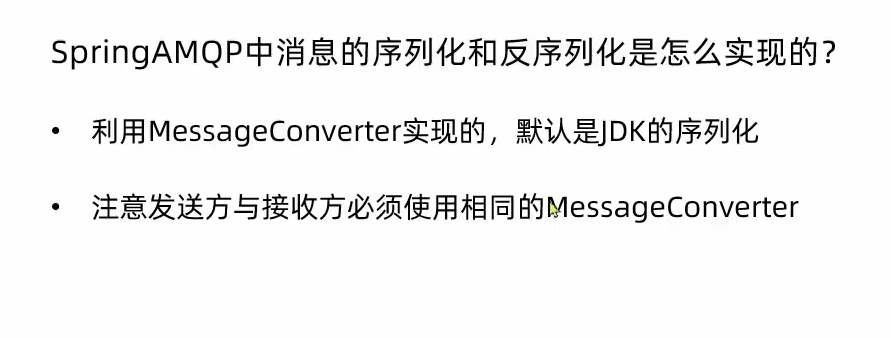 SpringAMQP中消息的序列化和反序列化是怎么实现的？
• 利用MessageConverter实现的，默认是JDK的序列化
• 注意发送方与接收方必须使用相同的MessageConverter